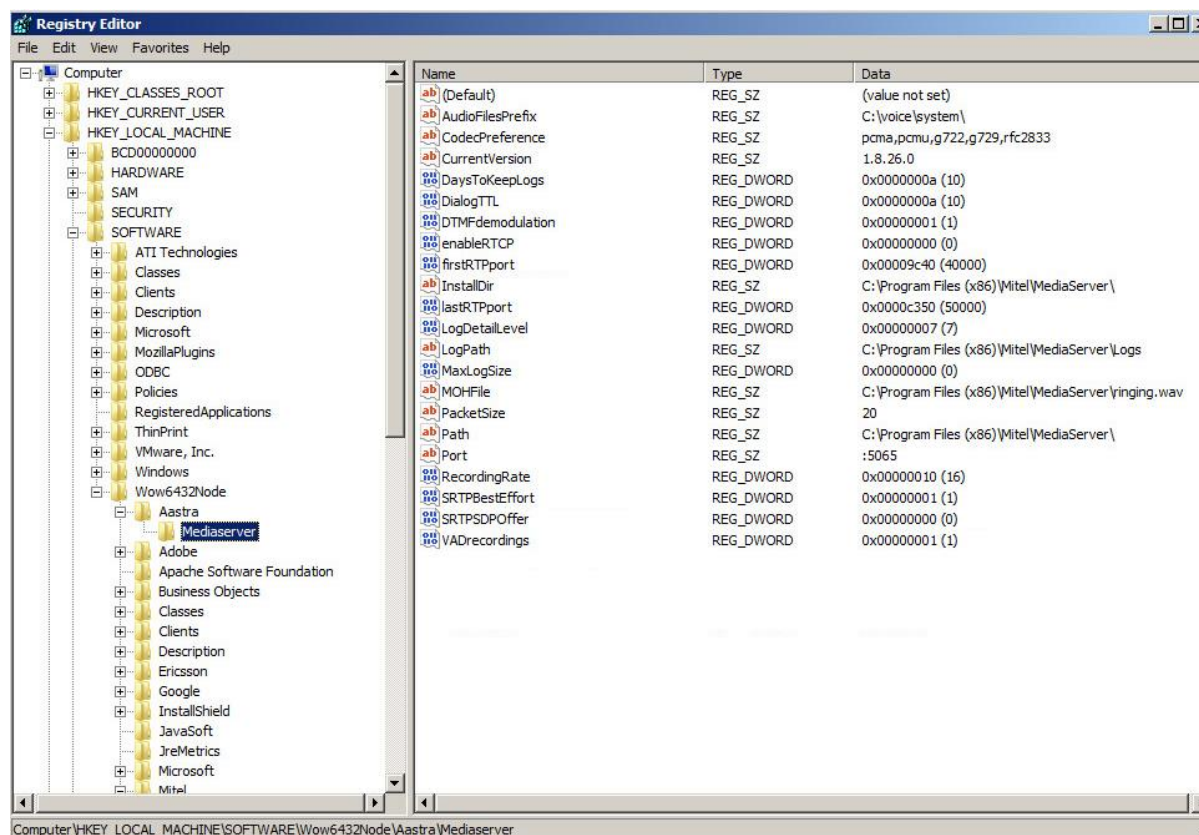 Registry Editor
File Edit View Favorites Help
Computer
HKEY_CLASSES_ROOT
HKEY_CURRENT_USER
HKEY_LOCAL_MACHINE
BCD00000000
HARDWARE
SAM
SECURITY
SOFTWARE
ATI Technologies
Classes
Clients
Description
Microsoft
MozillaPlugins
ODBC
Policies
RegisteredApplications
ThinPrint
VMware, Inc.
Windows
Wow6432Node
Aastra
Mediaserver
Adobe
Apache Software Foundation
Business Objects
Classes
Clients
Description
Ericsson
Google
InstallShield
JavaSoft
JreMetrics
Microsoft
Mitel
Name Type Data
(Default) REG_SZ (value not set)
AudioFilesPrefix REG_SZ C:\voice\system\
CodecPreference REG_SZ pcma,pcmu,g722,g729,rfc2833
CurrentVersion REG_SZ 1.8.26.0
DaysToKeepLogs REG_DWORD 0x0000000a (10)
DialogTTL REG_DWORD 0x0000000a (10)
DTMFdemodulation REG_DWORD 0x00000001 (1)
enableRTCP REG_DWORD 0x00000000 (0)
firstRTPport REG_DWORD 0x00009c40 (40000)
InstallDir REG_SZ C:\Program Files (x86)\Mitel\MediaServer\
lastRTPport REG_DWORD 0x0000c350 (50000)
LogDetailLevel REG_DWORD 0x00000007 (7)
LogPath REG_SZ C:\Program Files (x86)\Mitel\MediaServer\Logs
MaxLogSize REG_DWORD 0x00000000 (0)
MOHFile REG_SZ C:\Program Files (x86)\Mitel\MediaServer\ringing.wav
PacketSize REG_SZ 20
Path REG_SZ C:\Program Files (x86)\Mitel\MediaServer\
Port REG_SZ :5065
RecordingRate REG_DWORD 0x00000010 (16)
SRTPBestEffort REG_DWORD 0x00000001 (1)
SRTPSDPOffer REG_DWORD 0x00000000 (0)
VADrecordings REG_DWORD 0x00000001 (1)
Computer\HKEY_LOCAL_MACHINE\SOFTWARE\Wow6432Node\Aastra\Mediaserver